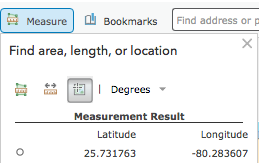 Measure Bookmarks Find address or p
Find area, length, or location
Degrees
Measurement Result
Latitude Longitude
25.731763 -80.283607